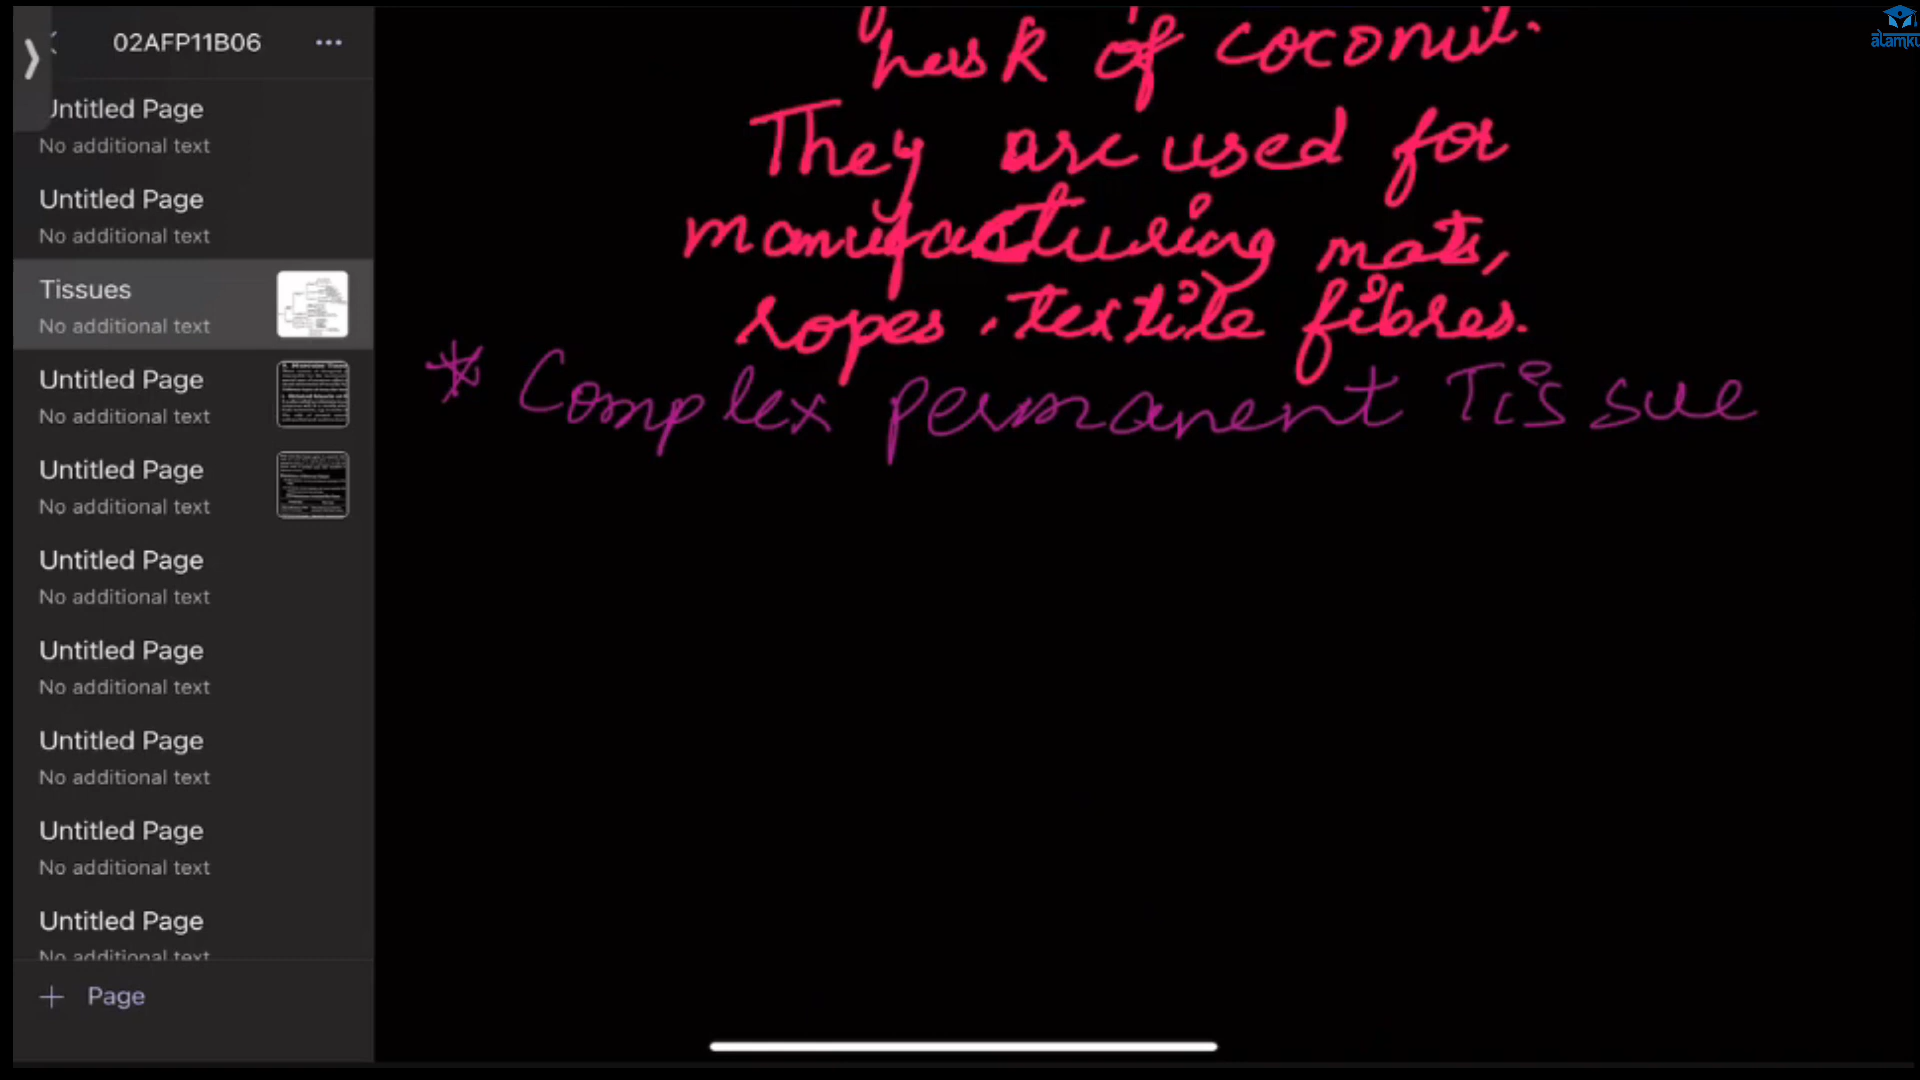 02AFP11B06
Untitled Page
No additional text
Untitled Page
No additional text
Tissues
No additional text
Untitled Page
No additional text
Untitled Page
No additional text
Untitled Page
No additional text
Untitled Page
No additional text
Untitled Page
No additional text
Untitled Page
No additional text
Untitled Page
No additional text
Page
husk of coconut.
They are used for
manufacturing mats,
ropes, textile fibres.
* Complex permanent Tissue